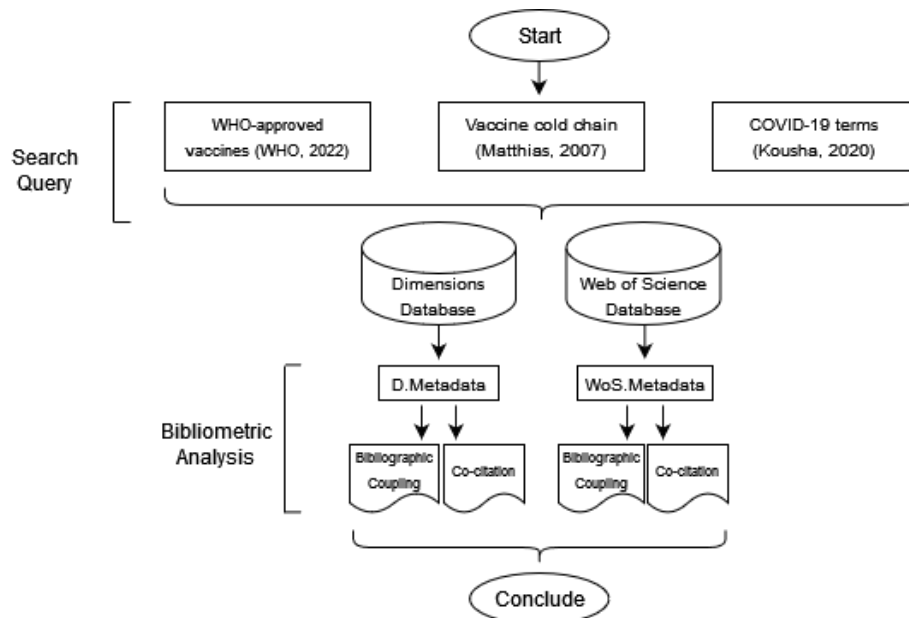 Start
WHO-approved
vaccines (WHO, 2022)
Vaccine cold chain
(Matthias, 2007)
COVID-19 terms
(Kousha, 2020)
Search
Query
Dimensions
Database
Web of Science
Database
D.Metadata
WoS.Metadata
Bibliometric
Analysis
Bibliographic
Coupling
Co-citation
Bibliographic
Coupling
Co-citation
Conclude